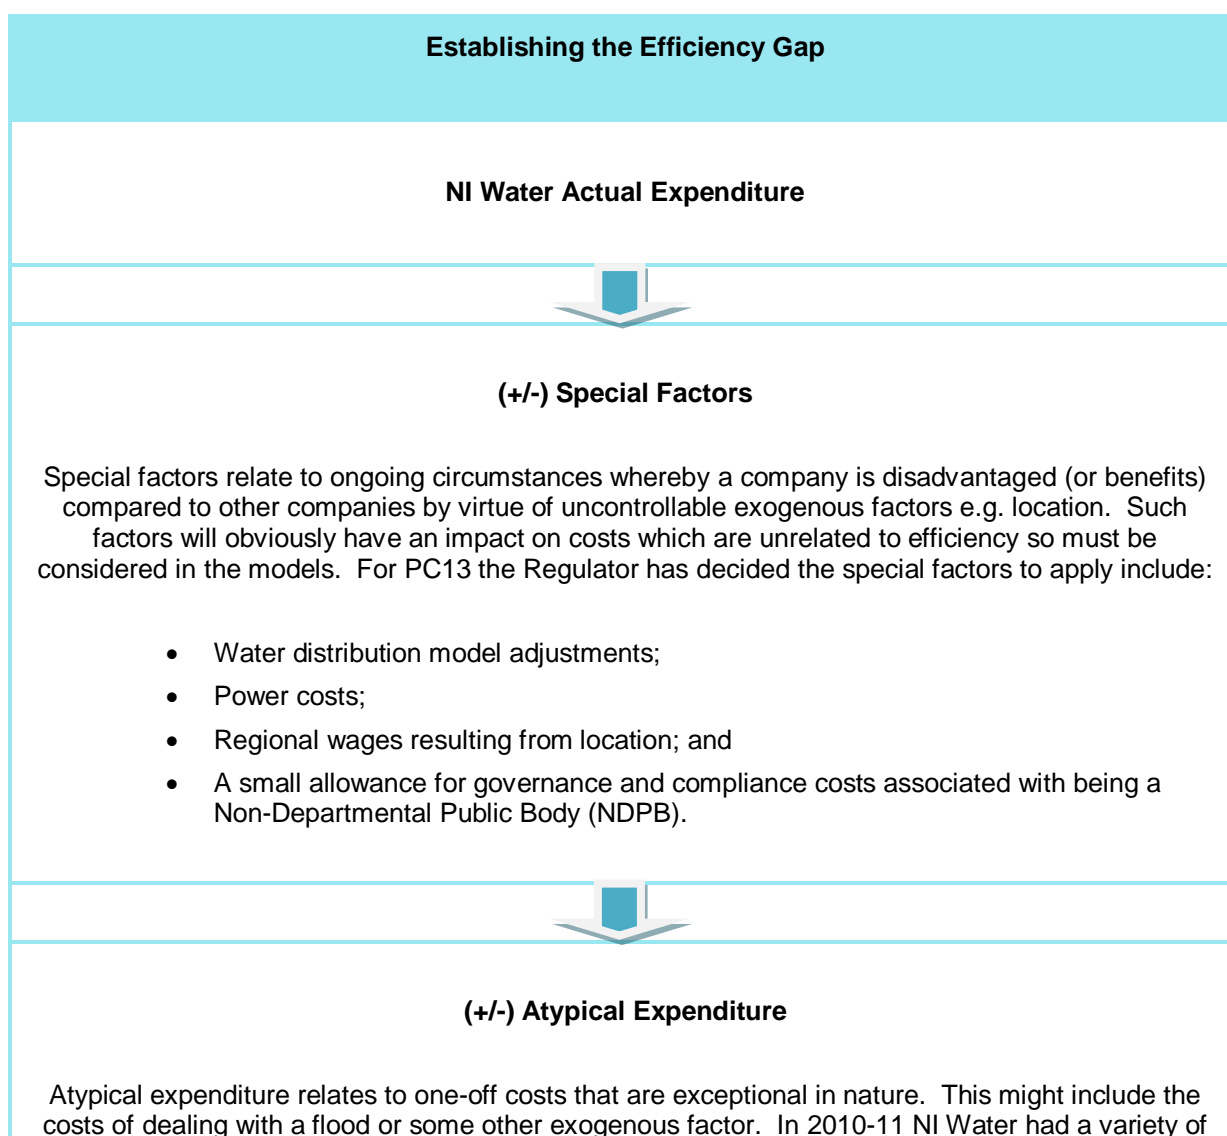 Establishing the Efficiency Gap
NI Water Actual Expenditure
(+/-) Special Factors
Special factors relate to ongoing circumstances whereby a company is disadvantaged (or benefits)
compared to other companies by virtue of uncontrollable exogenous factors e.g. location.  Such
factors will obviously have an impact on costs which are unrelated to efficiency so must be
considered in the models.  For PC13 the Regulator has decided the special factors to apply include:
• Water distribution model adjustments;
• Power costs;
• Regional wages resulting from location; and
• A small allowance for governance and compliance costs associated with being a
Non-Departmental Public Body (NDPB).
(+/-) Atypical Expenditure
Atypical expenditure relates to one-off costs that are exceptional in nature.  This might include the
costs of dealing with a flood or some other exogenous factor.  In 2010-11 NI Water had a variety of